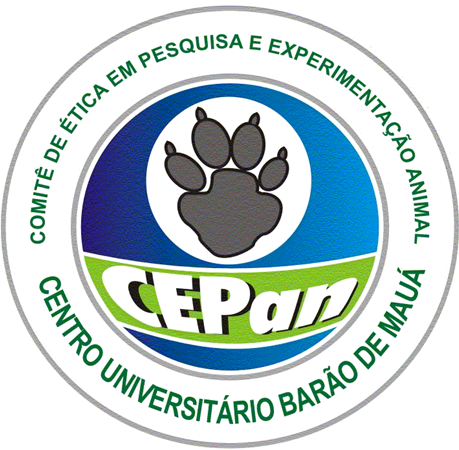 COMITÊ DE ÉTICA EM PESQUISA E EXPERIMENTAÇÃO ANIMAL
CEPan
CENTRO UNIVERSITÁRIO BARÃO DE MAUÁ